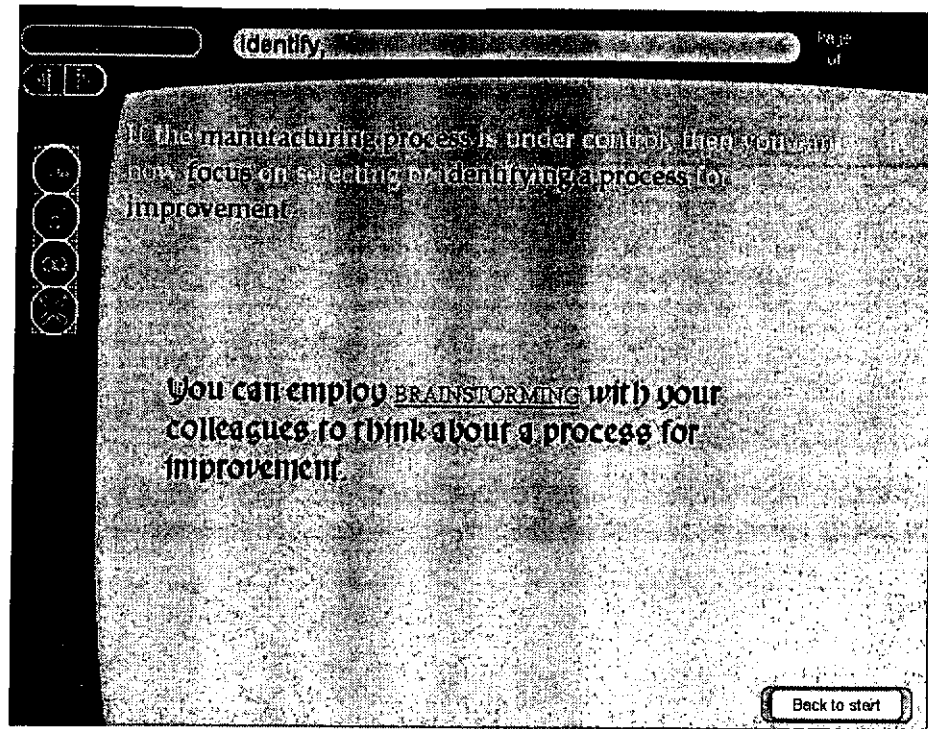 Identify,
Page
of
If the manufacturing process is under control, then you can
now focus on selecting or identifying a process for
improvement
You can employ BRAINSTORMING with your
colleagues to think about a process for
improvement.
Back to start